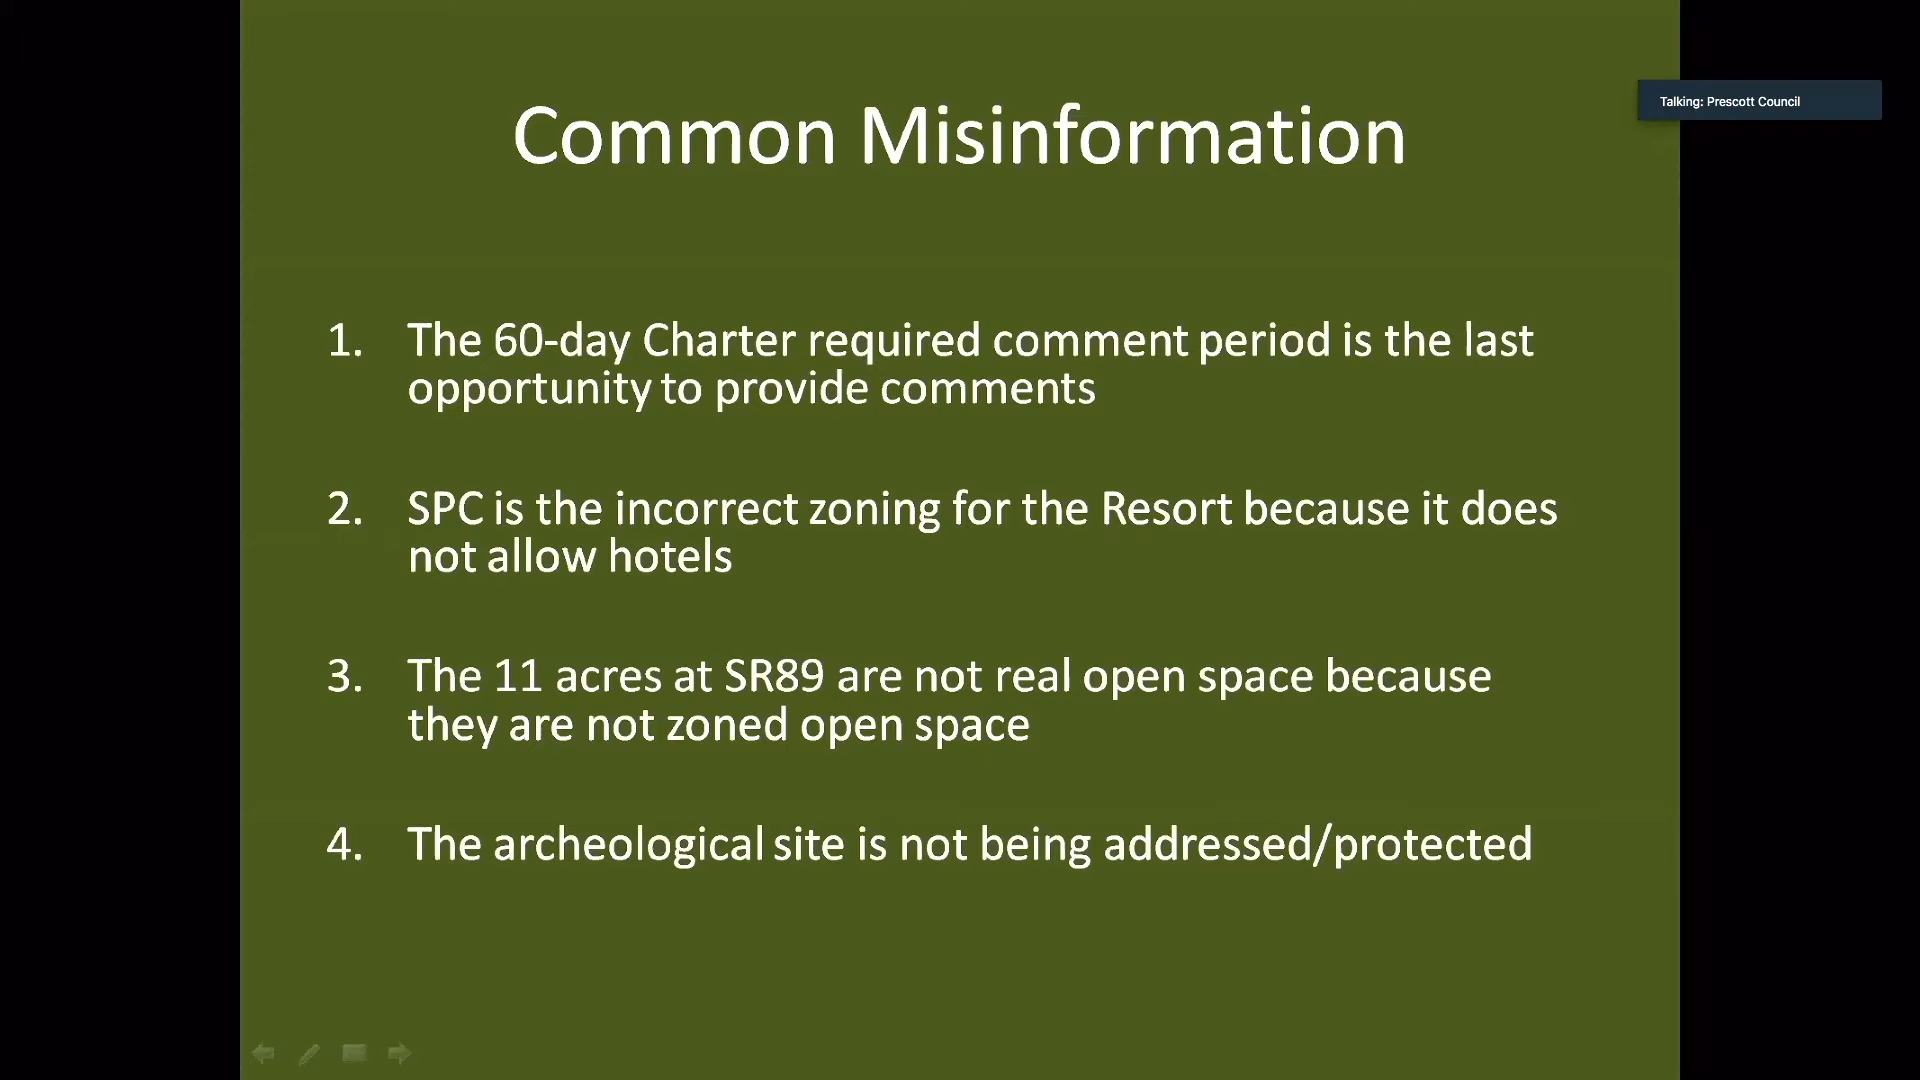 Common Misinformation
Talking: Prescott Council
1. The 60-day Charter required comment period is the last
opportunity to provide comments
2. SPC is the incorrect zoning for the Resort because it does
not allow hotels
3. The 11 acres at SR89 are not real open space because
they are not zoned open space
4. The archeological site is not being addressed/protected